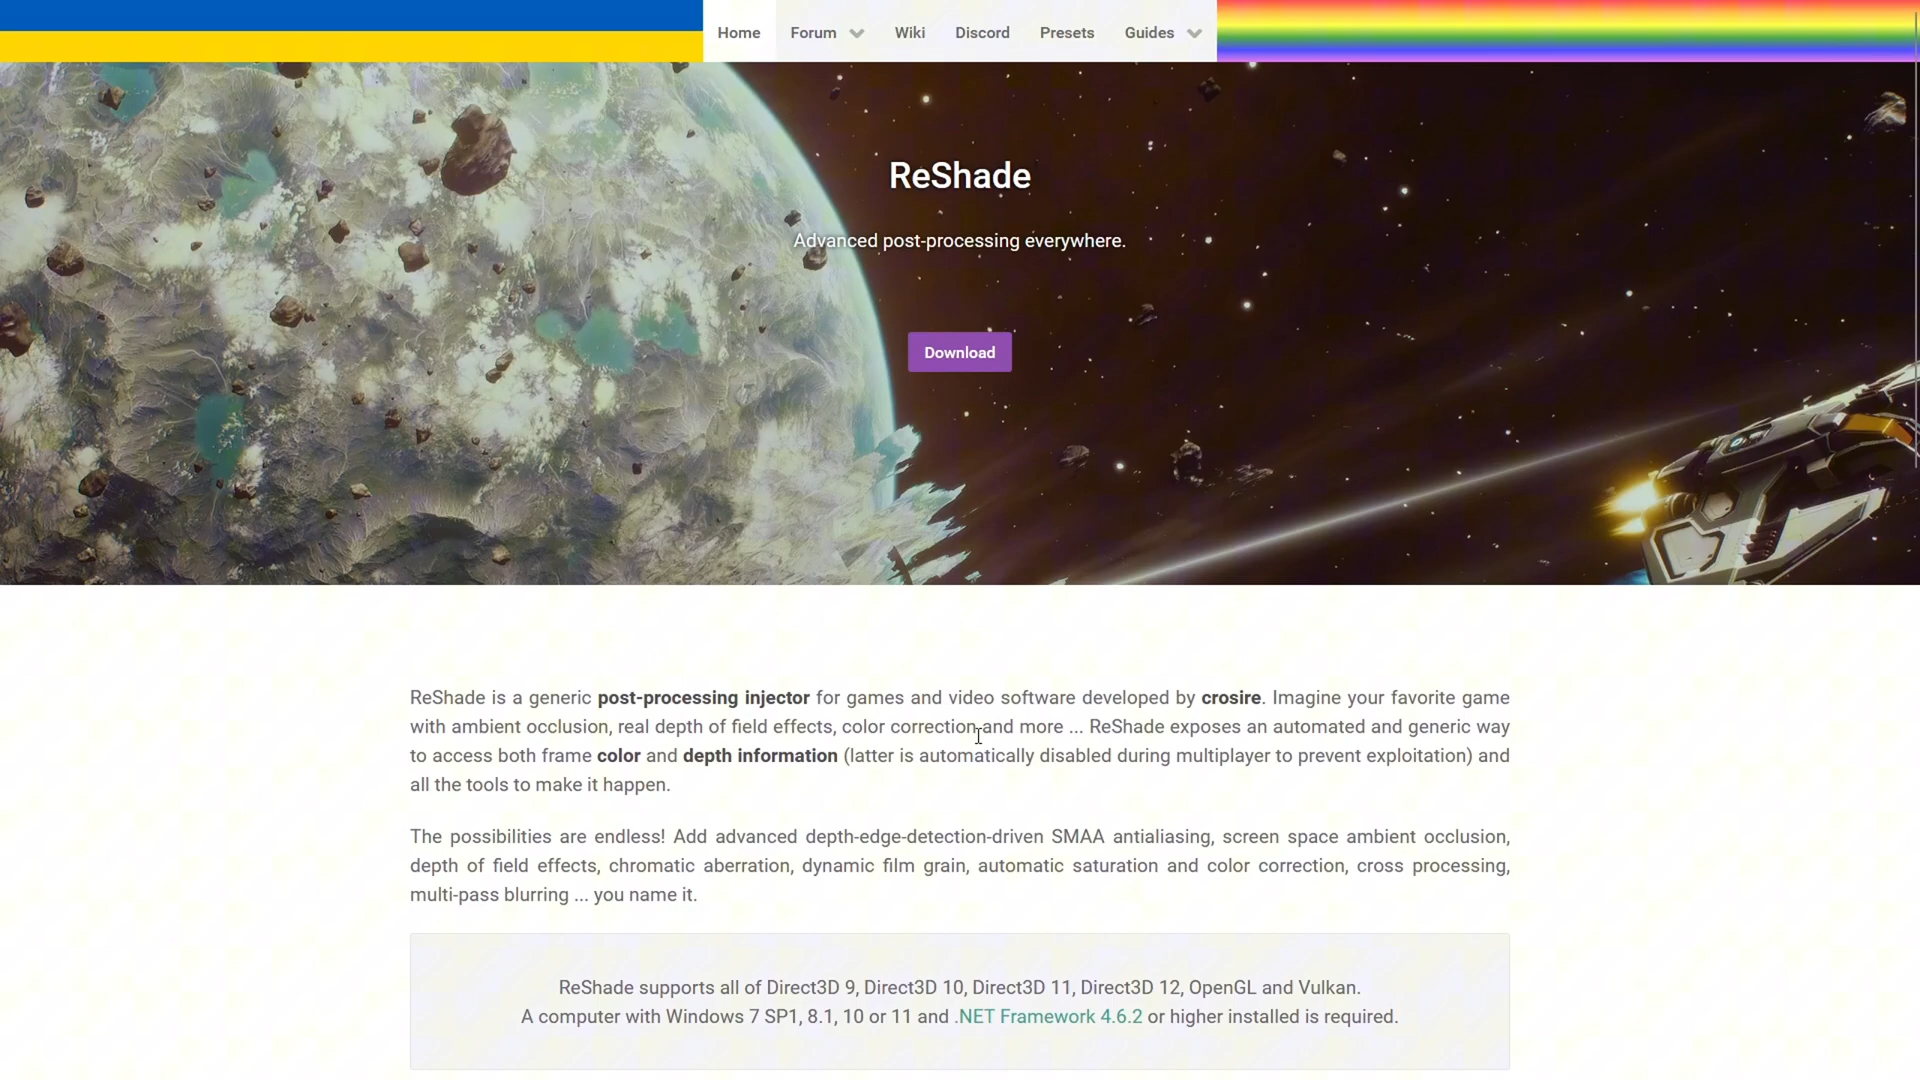 Home Forum Wiki Discord Presets Guides
ReShade
Advanced post-processing everywhere.
Download
ReShade is a generic post-processing injector for games and video software developed by crosire. Imagine your favorite game
with ambient occlusion, real depth of field effects, color correction and more ... ReShade exposes an automated and generic way
to access both frame color and depth information (latter is automatically disabled during multiplayer to prevent exploitation) and
all the tools to make it happen.
The possibilities are endless! Add advanced depth-edge-detection-driven SMAA antialiasing, screen space ambient occlusion,
depth of field effects, chromatic aberration, dynamic film grain, automatic saturation and color correction, cross processing,
multi-pass blurring ... you name it.
ReShade supports all of Direct3D 9, Direct3D 10, Direct3D 11, Direct3D 12, OpenGL and Vulkan.
A computer with Windows 7 SP1, 8.1, 10 or 11 and .NET Framework 4.6.2 or higher installed is required.